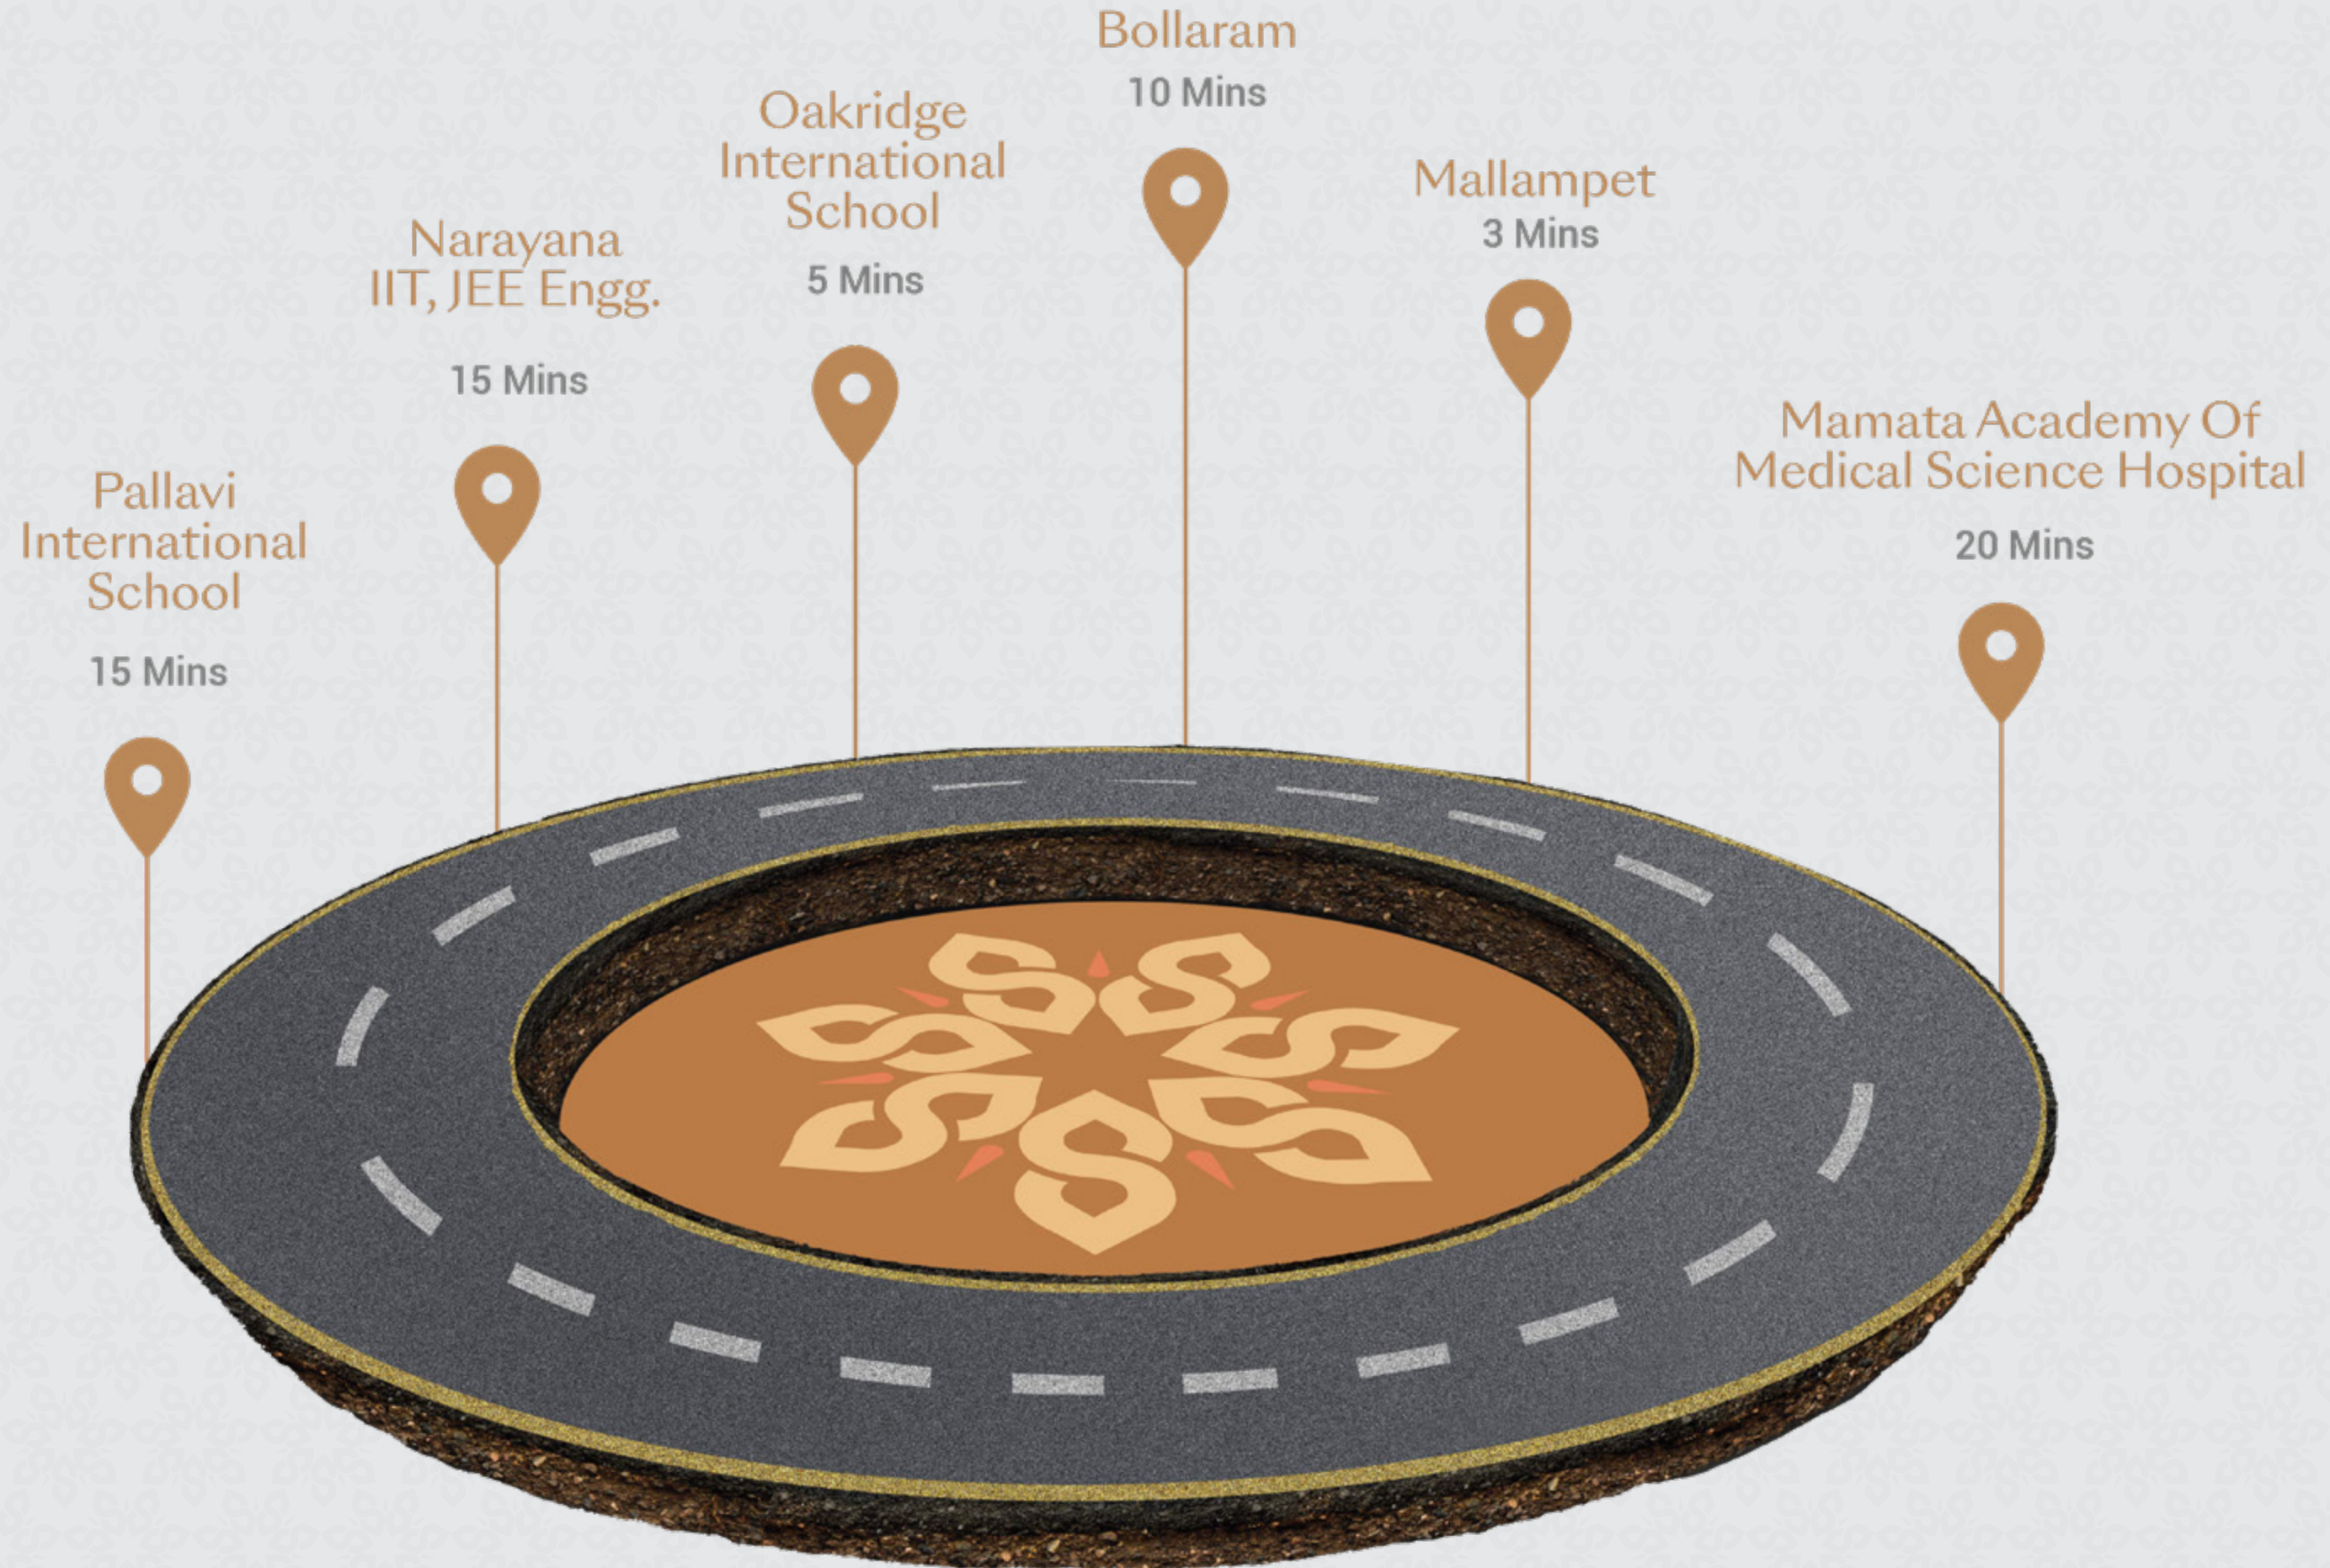 Pallavi
International
School
15 Mins
Narayana
IIT, JEE Engg.
15 Mins
Oakridge
International
School
5 Mins
Bollaram
10 Mins
Mallampet
3 Mins
Mamata Academy Of
Medical Science Hospital
20 Mins